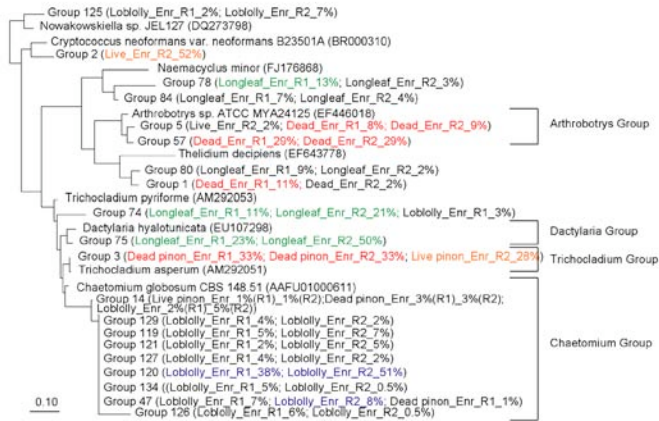 Group 125 (Loblolly_Enr_R1_2%; Loblolly_Enr_R2_7%)
Nowakowskiella sp. JEL127 (DQ273798)
Cryptococcus neoformans var. neoformans B23501A (BR000310)
Group 2 (Live_Enr_R2_52%)
Naemacyclus minor (FJ176868)
Group 78 (Longleaf_Enr_R1_13%; Longleaf_Enr_R2_3%)
Group 84 (Longleaf_Enr_R1_7%; Longleaf_Enr_R2_4%)
Arthrobotrys sp. ATCC MYA24125 (EF446018)
Group 5 (Live_Enr_R2_2%; Dead_Enr_R1_8%; Dead_Enr_R2_9%)
Arthrobotrys Group
Group 57 (Dead_Enr_R1_29%; Dead_Enr_R2_29%)
Thelidium decipiens (EF643778)
Group 80 (Longleaf_Enr_R1_9%; Longleaf_Enr_R2_2%)
Group 1 (Dead_Enr_R1_11%; Dead_Enr_R2_2%)
Trichocladium pyriforme (AM292053)
Group 74 (Longleaf_Enr_R1_11%; Longleaf_Enr_R2_21%; Loblolly_Enr_R1_3%)
Dactylaria hyalotunicata (EU107298)
Dactylaria Group
Group 75 (Longleaf_Enr_R1_23%; Longleaf_Enr_R2_50%)
Group 3 (Dead pinon_Enr_R1_33%; Dead pinon_Enr_R2_33%; Live pinon_Enr_R2_28%)
Trichocladium Group
Trichocladium asperum (AM292051)
Chaetomium globosum CBS 148.51 (AAFU01000611)
Group 14 (Live pinon_Enr_1%(R1)_1%(R2);Dead pinon_Enr_3%(R1)_3%(R2);
Loblolly_Enr_2%(R1)_5%(R2))
Group 129 (Loblolly_Enr_R1_4%; Loblolly_Enr_R2_2%)
Group 119 (Loblolly_Enr_R1_5%; Loblolly_Enr_R2_7%)
Group 121 (Loblolly_Enr_R1_2%; Loblolly_Enr_R2_5%)
Chaetomium Group
Group 127 (Loblolly_Enr_R1_4%; Loblolly_Enr_R2_2%)
Group 120 (Loblolly_Enr_R1_38%; Loblolly_Enr_R2_51%)
Group 134 ((Loblolly_Enr_R1_5%; Loblolly_Enr_R2_0.5%)
Group 47 (Loblolly_Enr_R1_7%; Loblolly_Enr_R2_8%; Dead pinon_Enr_R1_1%)
Group 126 (Loblolly_Enr_R1_6%; Loblolly_Enr_R2_0.5%)
0.10